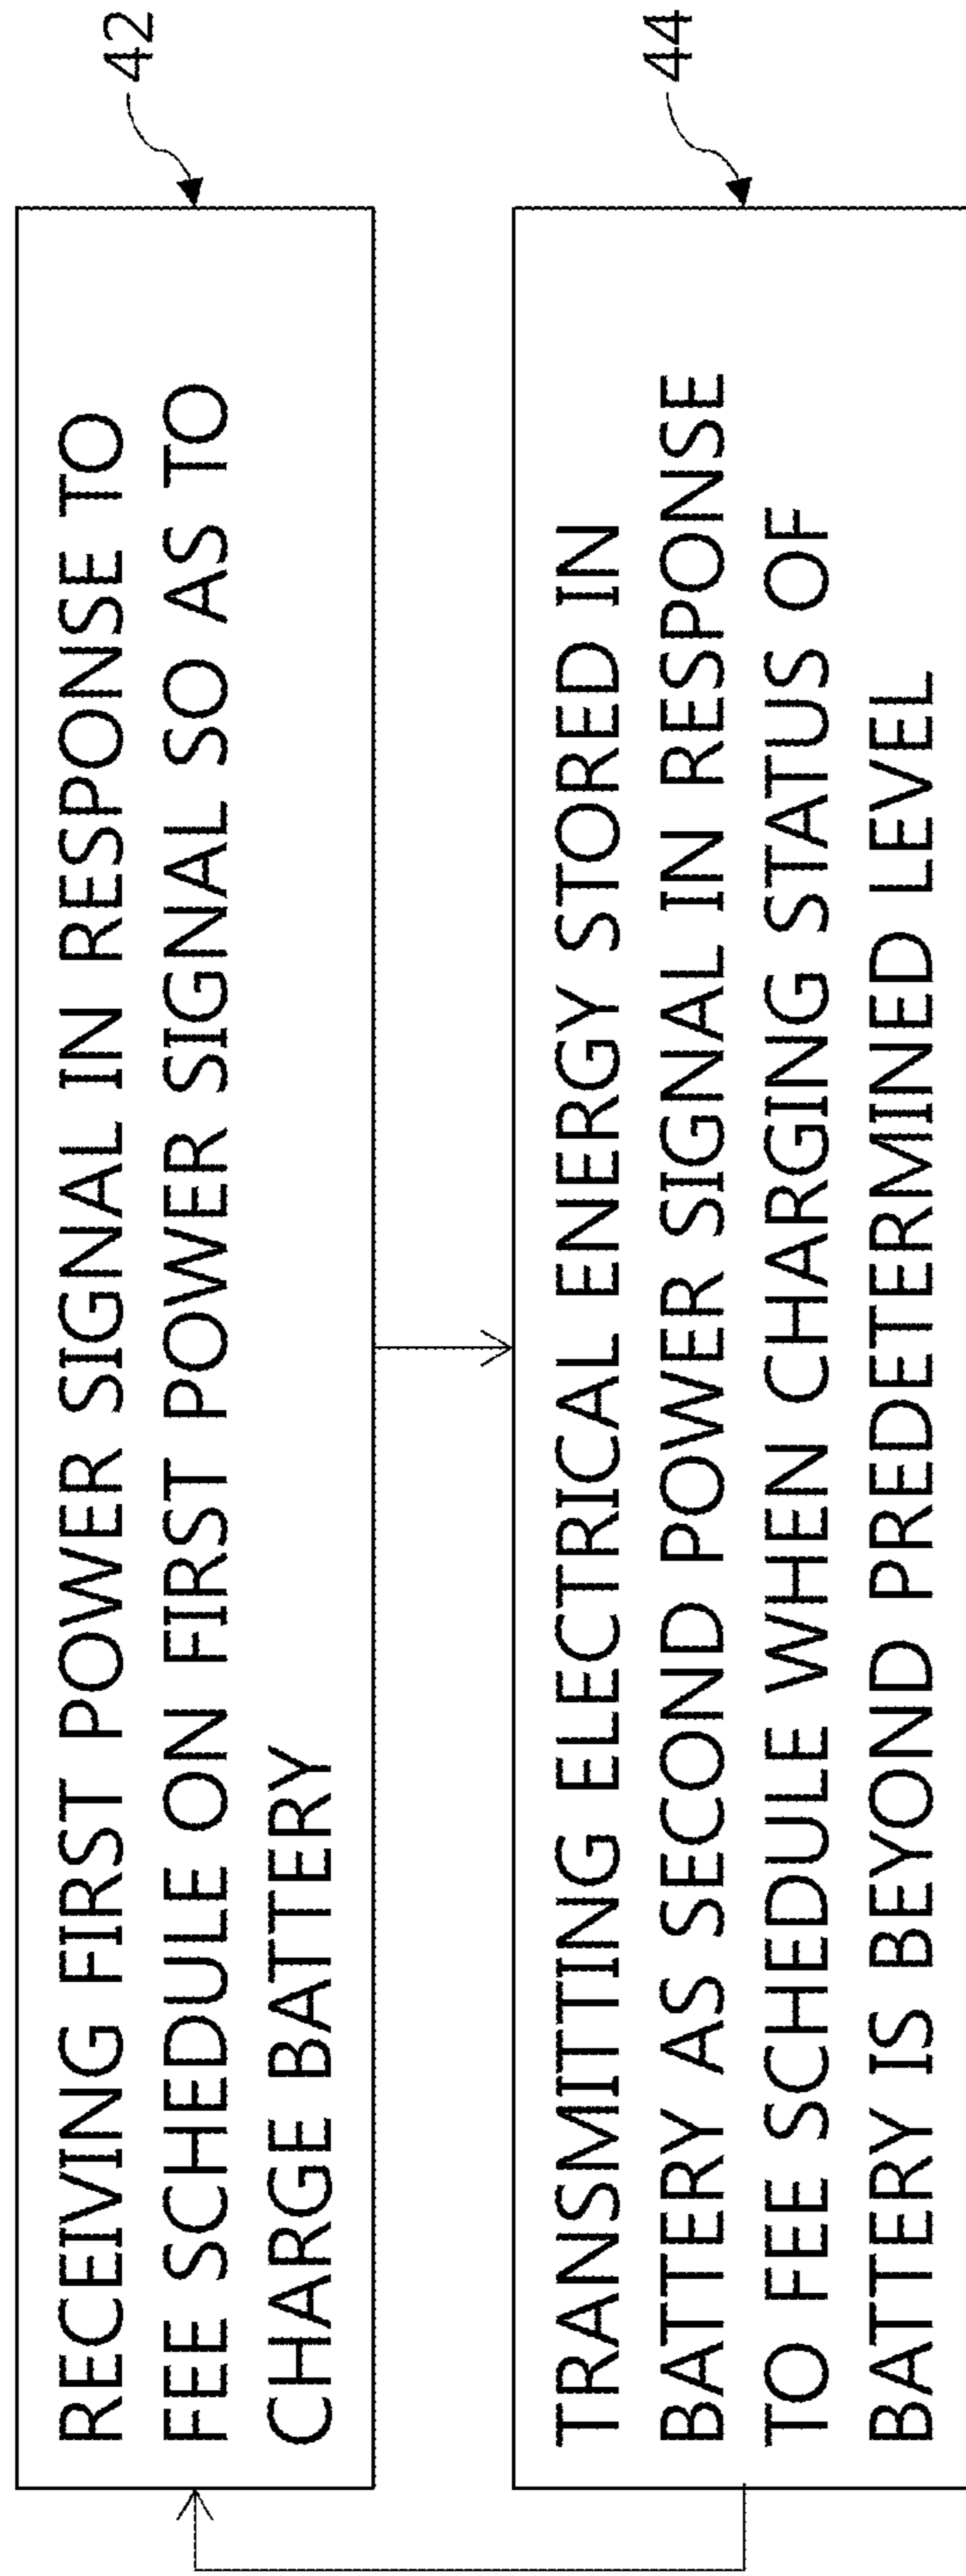 RECEIVING FIRST POWER SIGNAL IN RESPONSE TO
FEE SCHEDULE ON FIRST POWER SIGNAL SO AS TO
CHARGE BATTERY
42
TRANSMITTING ELECTRICAL ENERGY STORED IN
BATTERY AS SECOND POWER SIGNAL IN RESPONSE
TO FEE SCHEDULE WHEN CHARGING STATUS OF
BATTERY IS BEYOND PREDETERMINED LEVEL
44